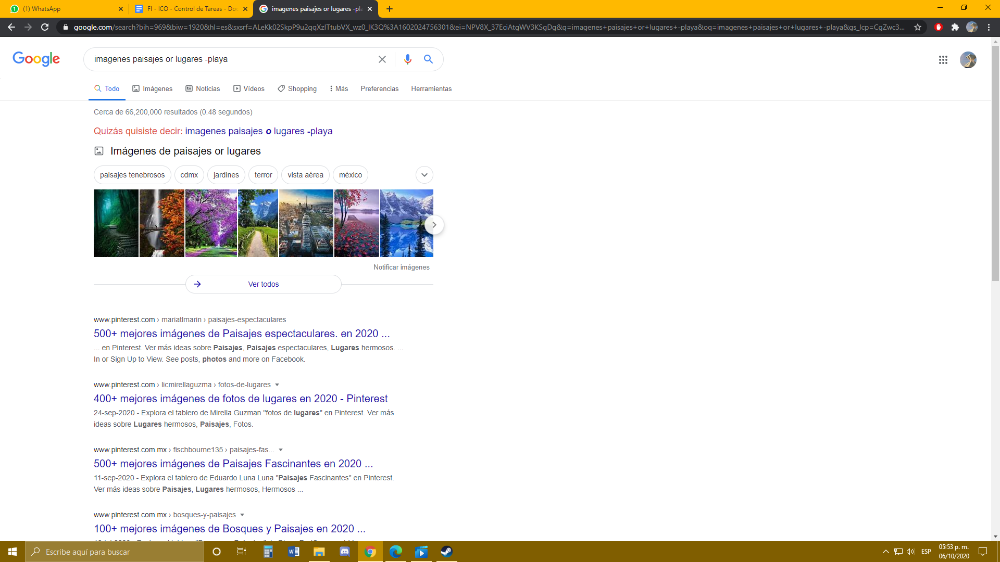 (1) WhatsApp
FI - ICO - Control de Tareas - Doc
imagenes paisajes or lugares -pla
google.com/search?bih=969&biw=1920&hl=es&sxsrf=ALeKk02SkpP9u2qqXzlTtubVX_wz0_lK3Q%3A1602024756301&ei=NPV8X_37EciAtgWV3KSgDg&q=imagenes+paisajes+or+lugares+-playa&oq=imagenes+paisajes+or+lugares+-playa&gs_lcp=CgZwc3...
Google
imagenes paisajes or lugares -playa
Todo Imágenes Noticias Vídeos Shopping Más Preferencias Herramientas
Cerca de 66,200,000 resultados (0.48 segundos)
Quizás quisiste decir: imagenes paisajes o lugares -playa
Imágenes de paisajes or lugares
paisajes tenebrosos cdmx jardines terror vista aérea méxico
Notificar imágenes
Ver todos
www.pinterest.com › mariatlmarin › paisajes-espectaculares
500+ mejores imágenes de Paisajes espectaculares. en 2020 ...
... en Pinterest. Ver más ideas sobre Paisajes, Paisajes espectaculares, Lugares hermosos. ...
In or Sign Up to View. See posts, photos and more on Facebook.
www.pinterest.com › licmirellaguzma › fotos-de-lugares
400+ mejores imágenes de fotos de lugares en 2020 - Pinterest
24-sep-2020 - Explora el tablero de Mirella Guzman "fotos de lugares" en Pinterest. Ver más
ideas sobre Lugares hermosos, Paisajes, Fotos.
www.pinterest.com.mx › fischbourne135 › paisajes-fas...
500+ mejores imágenes de Paisajes Fascinantes en 2020 ...
11-sep-2020 - Explora el tablero de Eduardo Luna Luna "Paisajes Fascinantes" en Pinterest.
Ver más ideas sobre Paisajes, Lugares hermosos, Hermosos ...
www.pinterest.com.mx › bosques-y-paisajes
100+ mejores imágenes de Bosques y Paisajes en 2020 ...
Escribe aquí para buscar
ESP
05:53 p. m.
06/10/2020